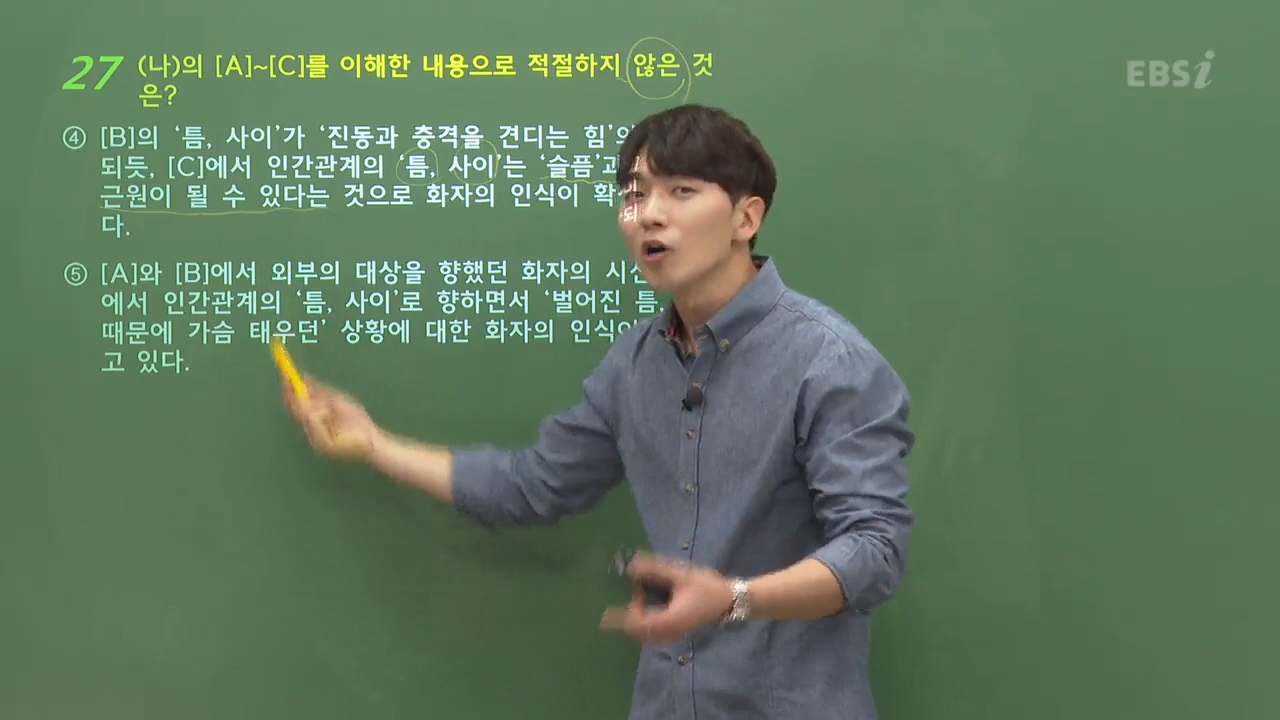 EBSi
27 (나)의 [A]~[C]를 이해한 내용으로 적절하지 않은 것
은?
④ [B]의 ‘틈, 사이’가 ‘진동과 충격을 견디는 힘’의
되듯, [C]에서 인간관계의 ‘틈, 사이’는 ‘슬픔’과
근원이 될 수 있다는 것으로 화자의 인식이 확
다.
⑤ [A]와 [B]에서 외부의 대상을 향했던 화자의
에서 인간관계의 ‘틈, 사이’로 향하면서 ‘벌어진 틈,
때문에 가슴 태우던’ 상황에 대한 화자의
고 있다.